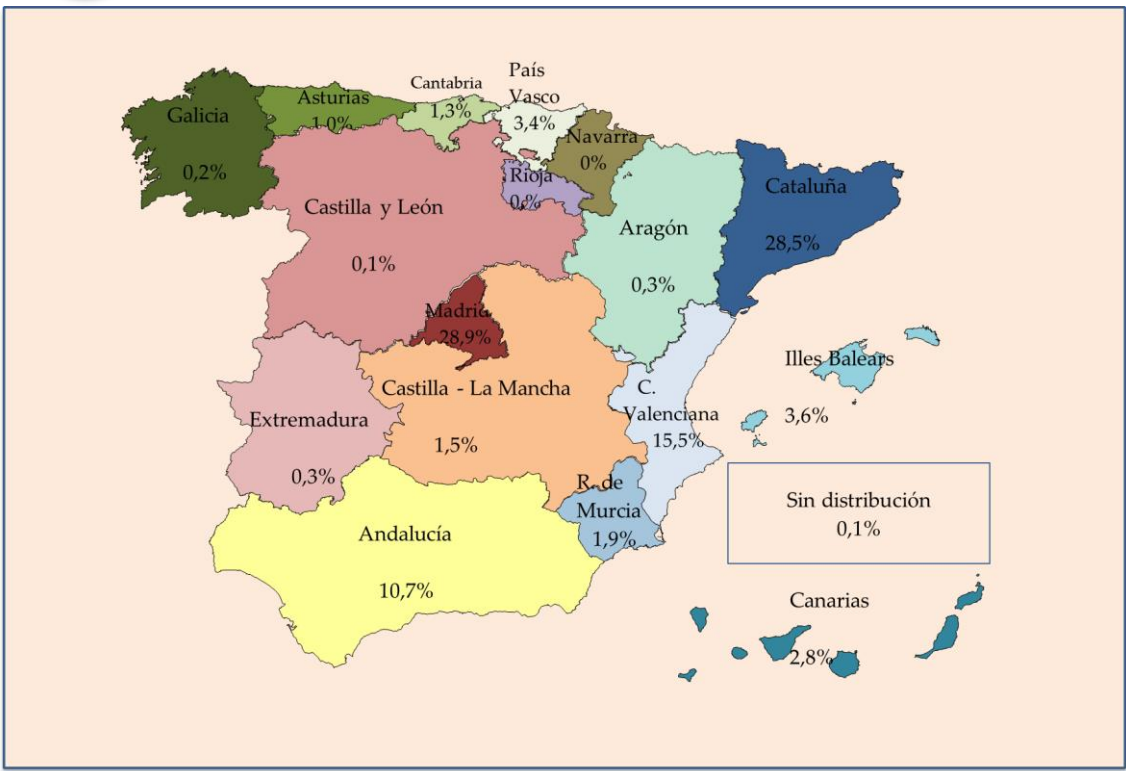 País
Vasco
3,4%
Cantabria
1,3%
Asturias
1,0%
Galicia
0,2%
Navarra
0%
Rioja
Castilla y León
0,1%
Aragón
0,3%
Cataluña
28,5%
Madrid
28,9%
Castilla - La Mancha
1,5%
C.
Valenciana
15,5%
Illes Balears
3,6%
Extremadura
0,3%
R. de
Murcia
1,9%
Sin distribución
0,1%
Andalucía
10,7%
Canarias
2,8%